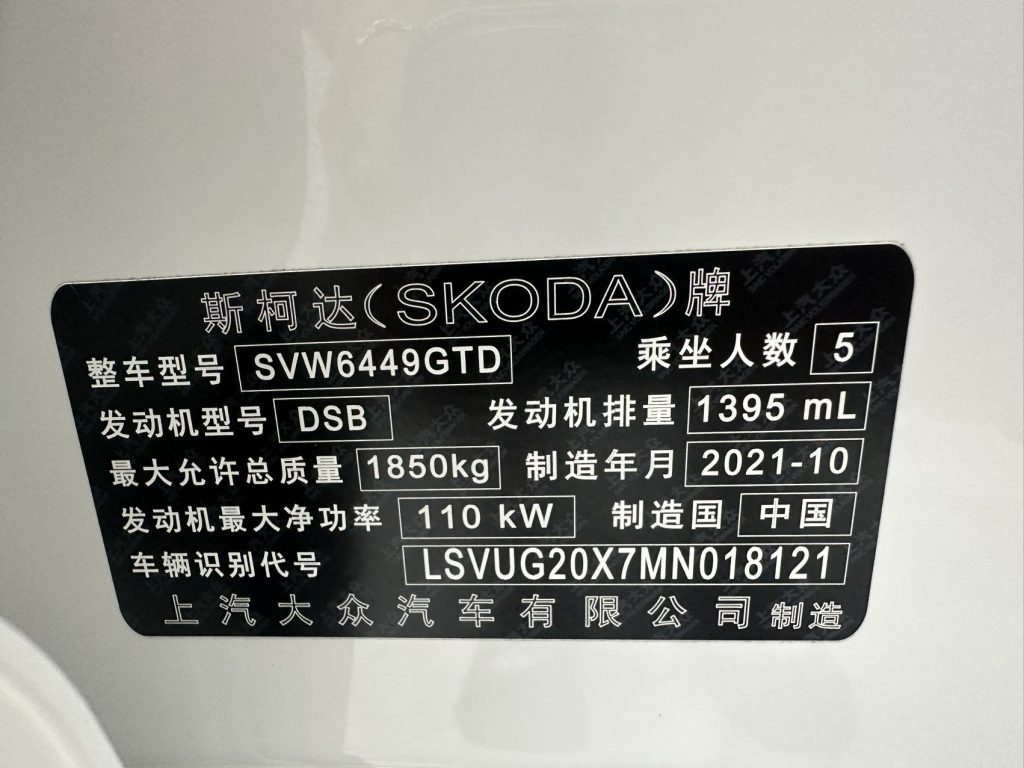 斯柯达(SKODA)牌
整车型号 SVW6449GTD 乘坐人数 5
发动机型号 DSB 发动机排量 1395 mL
最大允许总质量 1850kg 制造年月 2021-10
发动机最大净功率 110 kW 制造国 中国
车辆识别代号 LSVUG20X7MN018121
上汽大众汽车有限公司 制造